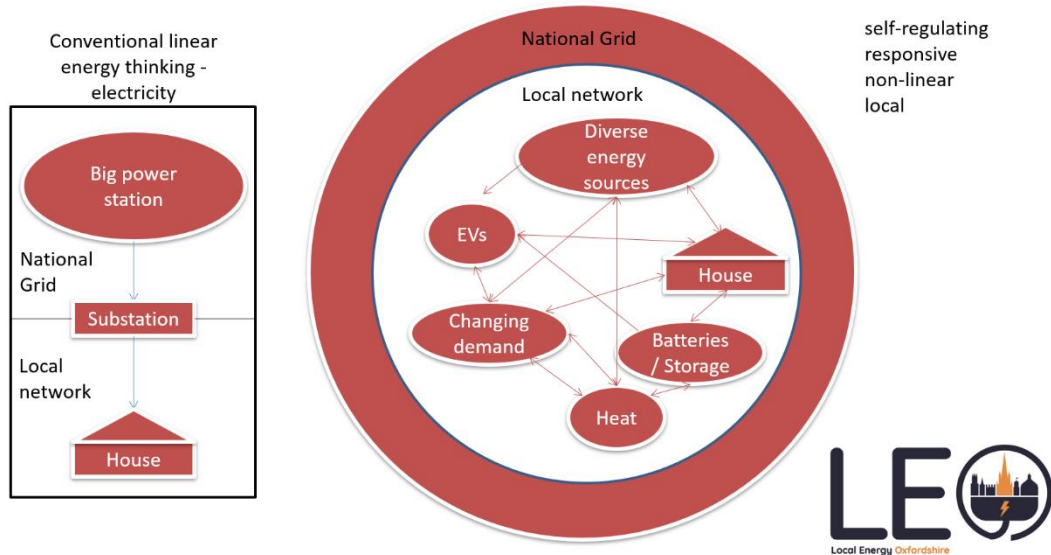 Conventional linear
energy thinking -
electricity
Big power
station
National
Grid
Substation
Local
network
House
National Grid
Local network
Diverse
energy
sources
EVs
House
Changing
demand
Batteries
/ Storage
Heat
self-regulating
responsive
non-linear
local
LEO
Local Energy Oxfordshire